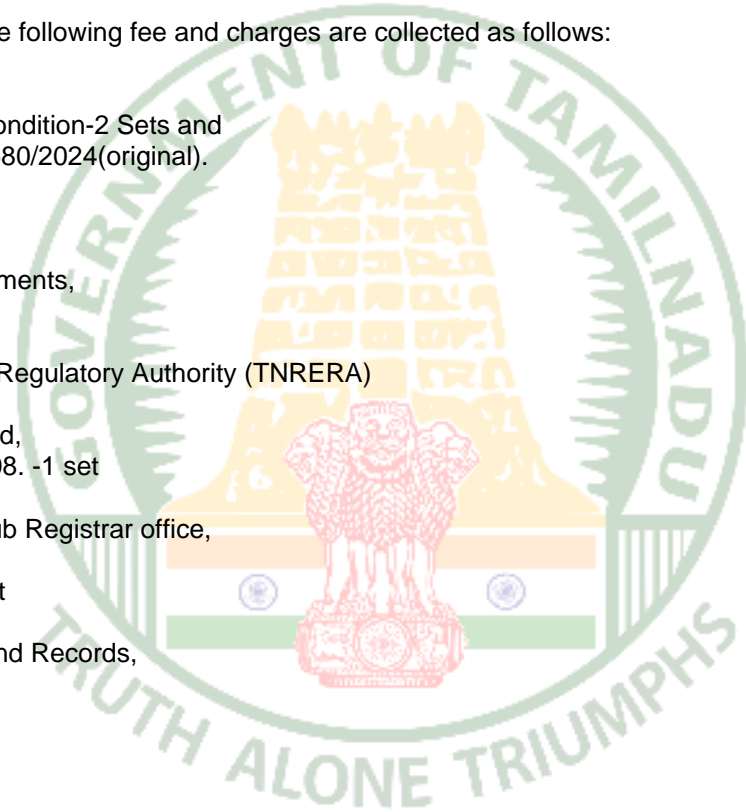 e following fee and charges are collected as follows:
ondition-2 Sets and
80/2024(original).
ments,
Regulatory Authority (TNRERA)
d,
08. -1 set
b Registrar office,
t
nd Records,
GOVERNMENT OF TAMILNADU
TRUTH ALONE TRIUMPHS